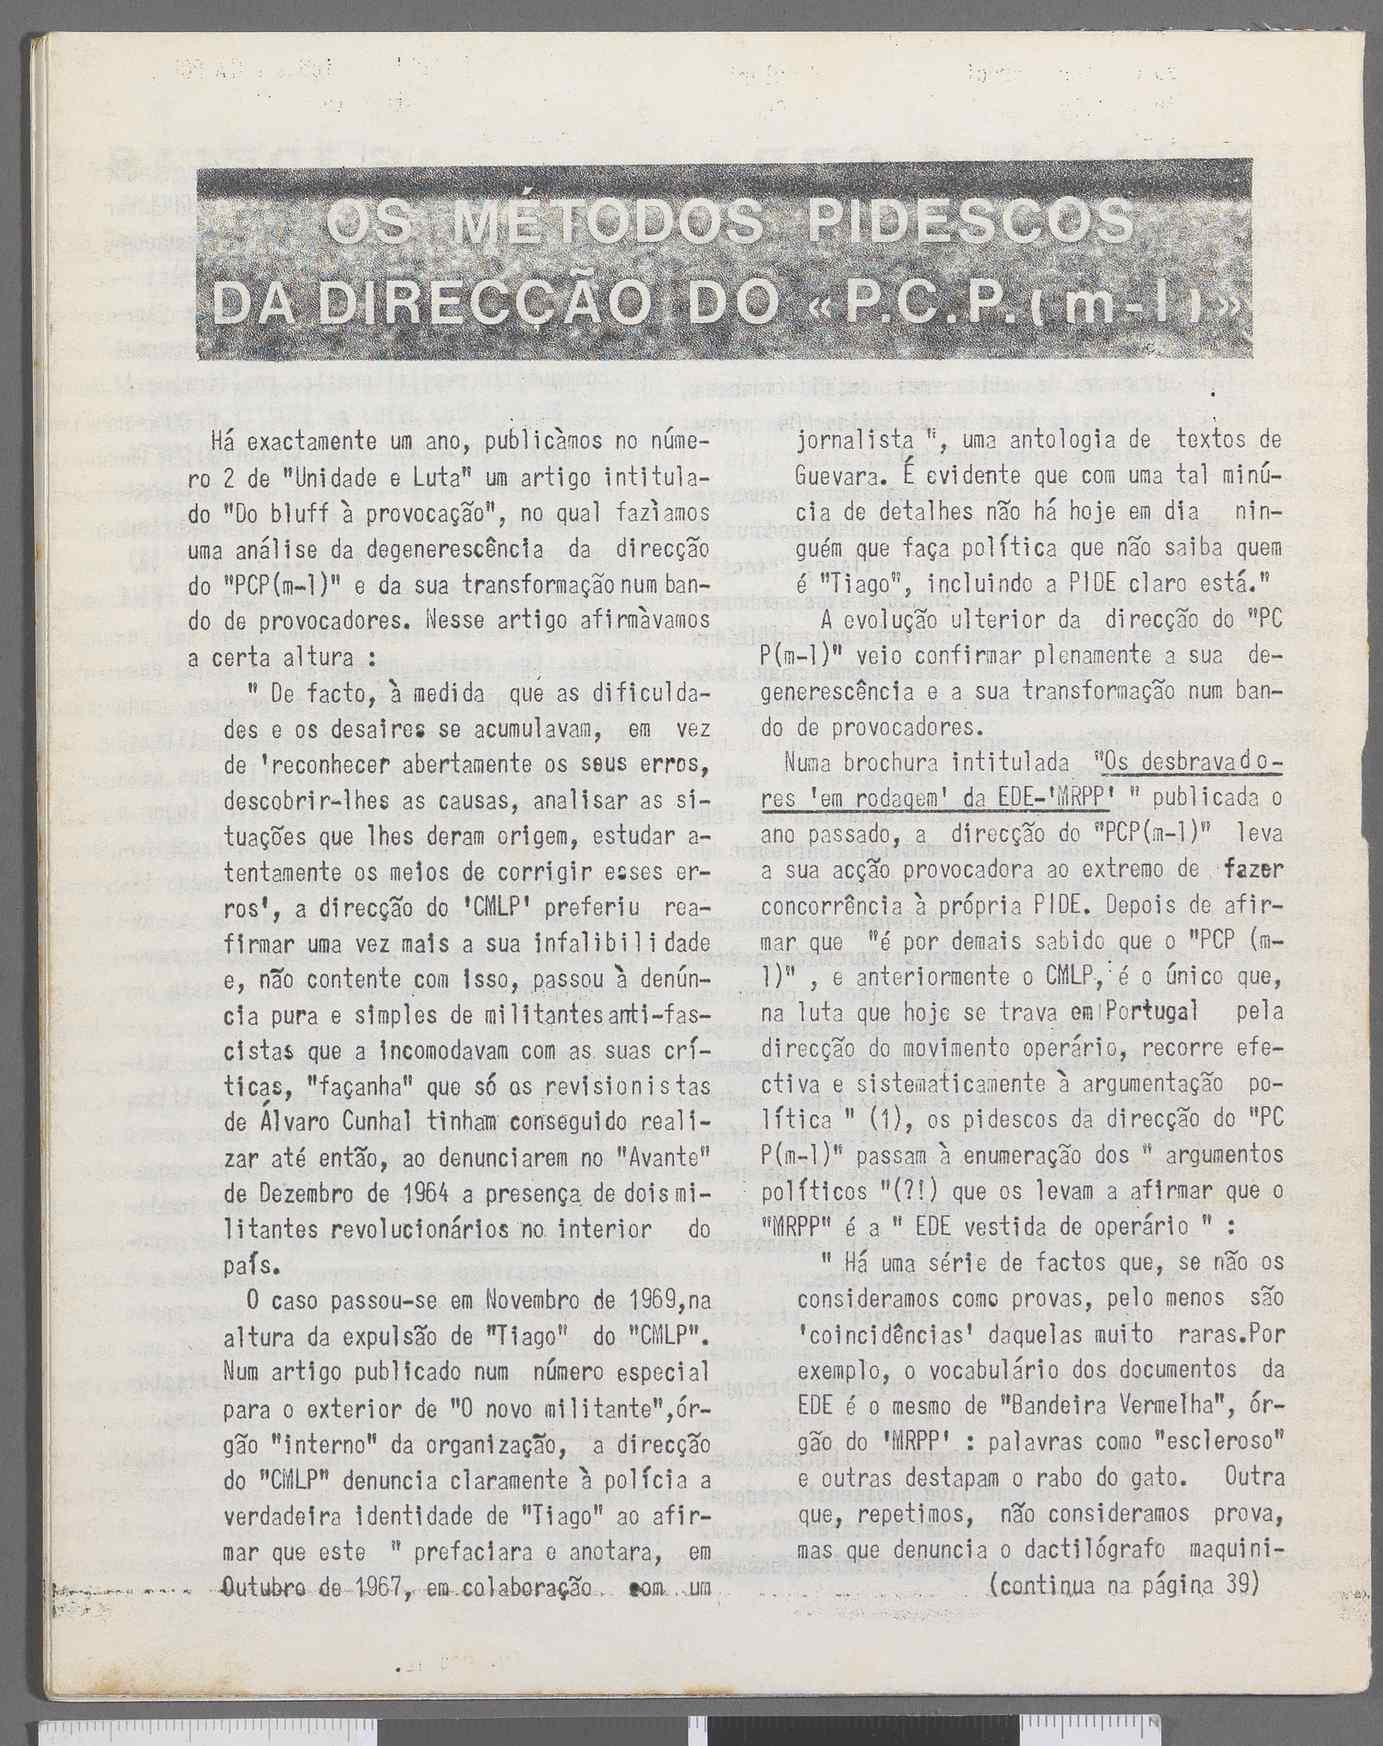 OS MÉTODOS PIDESCOS
DA DIRECÇÃO DO «P.C.P.(m-l)»
Há exactamente um ano, publicàmos no núme-
ro 2 de "Unidade e Luta" um artigo intitula-
do "Do bluff à provocação", no qual fazìamos
uma análise da degenerescência da direcção
do "PCP(m-l)" e da sua transformação num ban-
do de provocadores. Nesse artigo afirmàvamos
a certa altura :
" De facto, à medida que as dificulda-
des e os desaires se acumulavam, em vez
de 'reconhecer abertamente os seus erros,
descobrir-lhes as causas, analisar as si-
tuações que lhes deram origem, estudar a-
tentamente os meios de corrigir esses er-
ros', a direcção do 'CMLP' preferiu rea-
firmar uma vez mais a sua infalibilidade
e, não contente com isso, passou à denún-
cia pura e simples de militantes anti-fas-
cistas que a incomodavam com as suas crí-
ticas, "façanha" que só os revisionistas
de Álvaro Cunhal tinham conseguido reali-
zar até então, ao denunciarem no "Avante"
de Dezembro de 1964 a presença de dois mi-
litantes revolucionários no interior do
país.
O caso passou-se em Novembro de 1969,na
altura da expulsão de "Tiago" do "CMLP".
Num artigo publicado num número especial
para o exterior de "O novo militante",ór-
gão "interno" da organização, a direcção
do "CMLP" denuncia claramente à polícia a
verdadeira identidade de "Tiago" ao afir-
mar que este " prefaciara e anotara, em
Outubro de 1967, em colaboração com um
jornalista ", uma antologia de textos de
Guevara. É evidente que com uma tal minú-
cia de detalhes não há hoje em dia nin-
guém que faça política que não saiba quem
é "Tiago", incluindo a PIDE claro está."
A evolução ulterior da direcção do "PC
P(m-l)" veio confirmar plenamente a sua de-
generescência e a sua transformação num ban-
do de provocadores.
Numa brochura intitulada "Os desbravado-
res 'em rodagem' da EDE-'MRPP' " publicada o
ano passado, a direcção do "PCP(m-l)" leva
a sua acção provocadora ao extremo de fazer
concorrência à própria PIDE. Depois de afir-
mar que "é por demais sabido que o "PCP (m-
l)" , e anteriormente o CMLP, é o único que,
na luta que hoje se trava em Portugal pela
direcção do movimento operário, recorre efe-
ctiva e sistematicamente à argumentação po-
lítica " (1), os pidescos da direcção do "PC
P(m-l)" passam à enumeração dos " argumentos
políticos "(?!) que os levam a afirmar que o
"MRPP" é a " EDE vestida de operário " :
" Há uma série de factos que, se não os
consideramos como provas, pelo menos são
'coincidências' daquelas muito raras.Por
exemplo, o vocabulário dos documentos da
EDE é o mesmo de "Bandeira Vermelha", ór-
gão do 'MRPP' : palavras como "escleroso"
e outras destapam o rabo do gato. Outra
que, repetimos, não consideramos prova,
mas que denuncia o dactilógrafo maquini-
(continua na página 39)